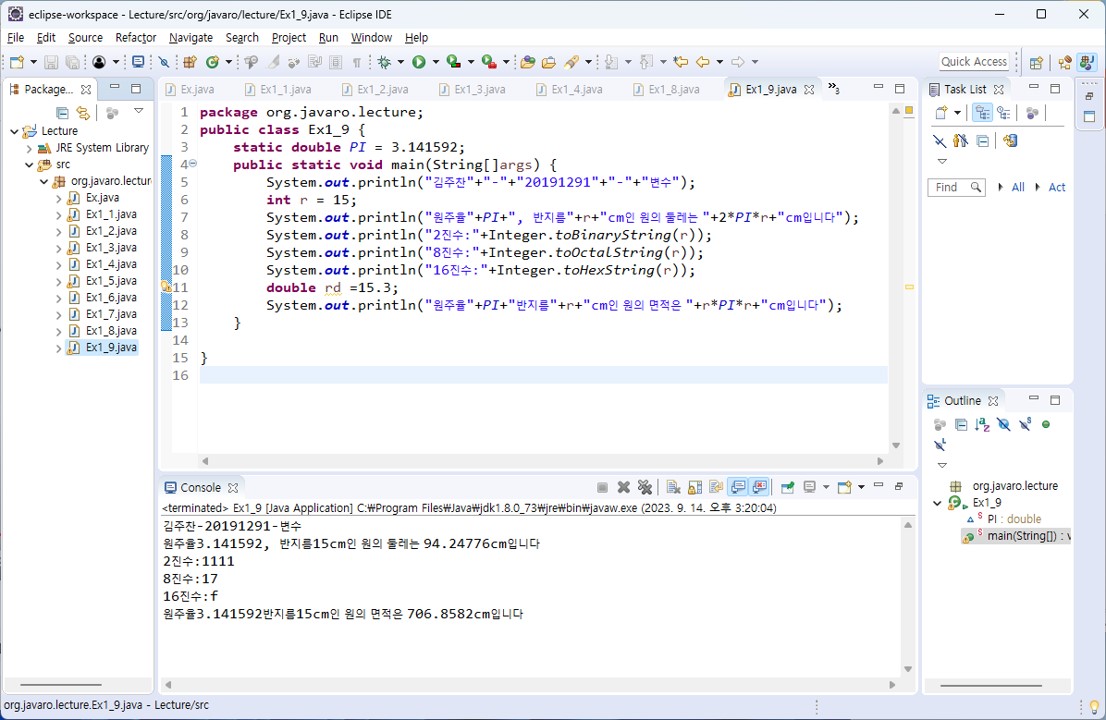 eclipse-workspace - Lecture/src/org/javaro/lecture/Ex1_9.java - Eclipse IDE
File Edit Source Refactor Navigate Search Project Run Window Help
Quick Access
Package...
Lecture
JRE System Library
src
org.javaro.lectur
Ex.java
Ex1_1.java
Ex1_2.java
Ex1_3.java
Ex1_4.java
Ex1_5.java
Ex1_6.java
Ex1_7.java
Ex1_8.java
Ex1_9.java
Ex.java Ex1_1.java Ex1_2.java Ex1_3.java Ex1_4.java Ex1_8.java Ex1_9.java »3
1 package org.javaro.lecture;
2 public class Ex1_9 {
3 static double PI = 3.141592;
4 public static void main(String[]args) {
5 System.out.println("김주찬"+"-"+"20191291"+"-"+"변수");
6 int r = 15;
7 System.out.println("원주율"+PI+", 반지름"+r+"cm인 원의 둘레는 "+2*PI*r+"cm입니다");
8 System.out.println("2진수:"+Integer.toBinaryString(r));
9 System.out.println("8진수:"+Integer.toOctalString(r));
10 System.out.println("16진수:"+Integer.toHexString(r));
11 double rd =15.3;
12 System.out.println("원주율"+PI+"반지름"+r+"cm인 원의 면적은 "+r*PI*r+"cm입니다");
13 }
14
15 }
16
Console
<terminated> Ex1_9 [Java Application] C:₩Program Files₩Java₩jdk1.8.0_73₩jre₩bin₩javaw.exe (2023. 9. 14. 오후 3:20:04)
김주찬-20191291-변수
원주율3.141592, 반지름15cm인 원의 둘레는 94.24776cm입니다
2진수:1111
8진수:17
16진수:f
원주율3.141592반지름15cm인 원의 면적은 706.8582cm입니다
Task List
Find All Act
Outline
org.javaro.lecture
Ex1_9
PI : double
main(String[]) : v
org.javaro.lecture.Ex1_9.java - Lecture/src